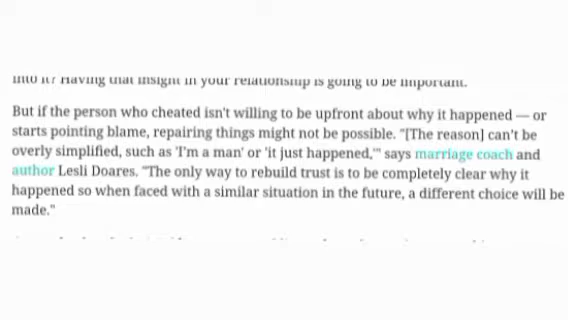 into it? Having that insight in your relationship is going to be important.
But if the person who cheated isn't willing to be upfront about why it happened — or
starts pointing blame, repairing things might not be possible. "[The reason] can't be
overly simplified, such as 'I'm a man' or 'it just happened,'" says marriage coach and
author Lesli Doares. "The only way to rebuild trust is to be completely clear why it
happened so when faced with a similar situation in the future, a different choice will be
made."